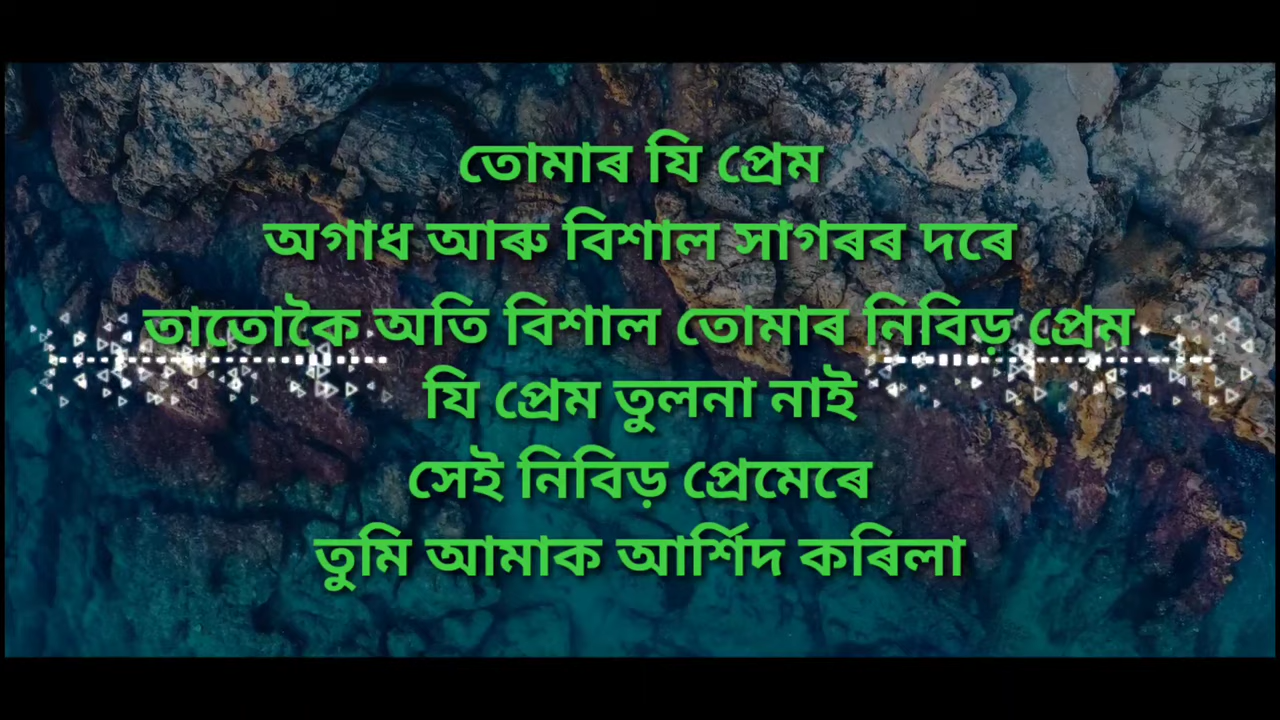 তোমাৰ যি প্ৰেম
অগাধ আৰু বিশাল সাগৰৰ দৰে
তাতোকৈ অতি বিশাল তোমাৰ নিবিড় প্ৰেম
যি প্ৰেম তুলনা নাই
সেই নিবিড় প্ৰেমেৰে
তুমি আমাক আৰ্শিদ কৰিলা